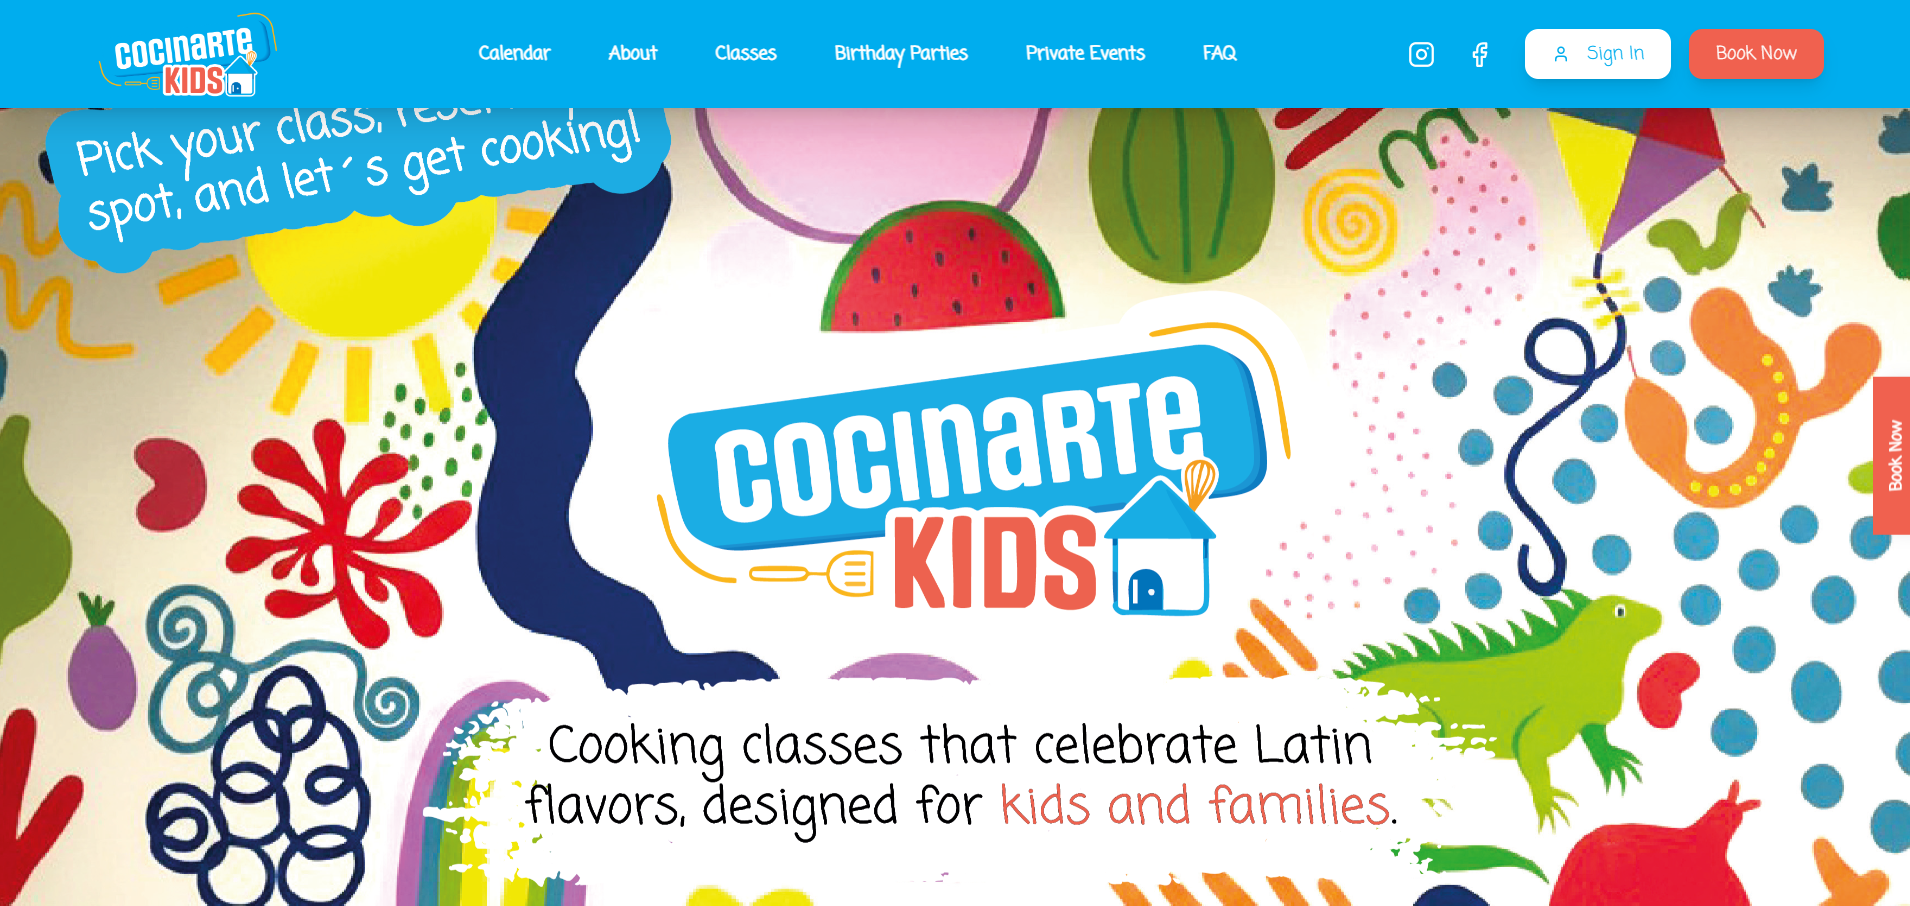 COCINARTE
KIDS
Calendar
About
Classes
Birthday Parties
Private Events
FAQ
Sign In
Book Now
Pick your class,
spot, and let´s get cooking!
COCINARTE
KIDS
Book Now
Cooking classes that celebrate Latin
flavors, designed for kids and families.